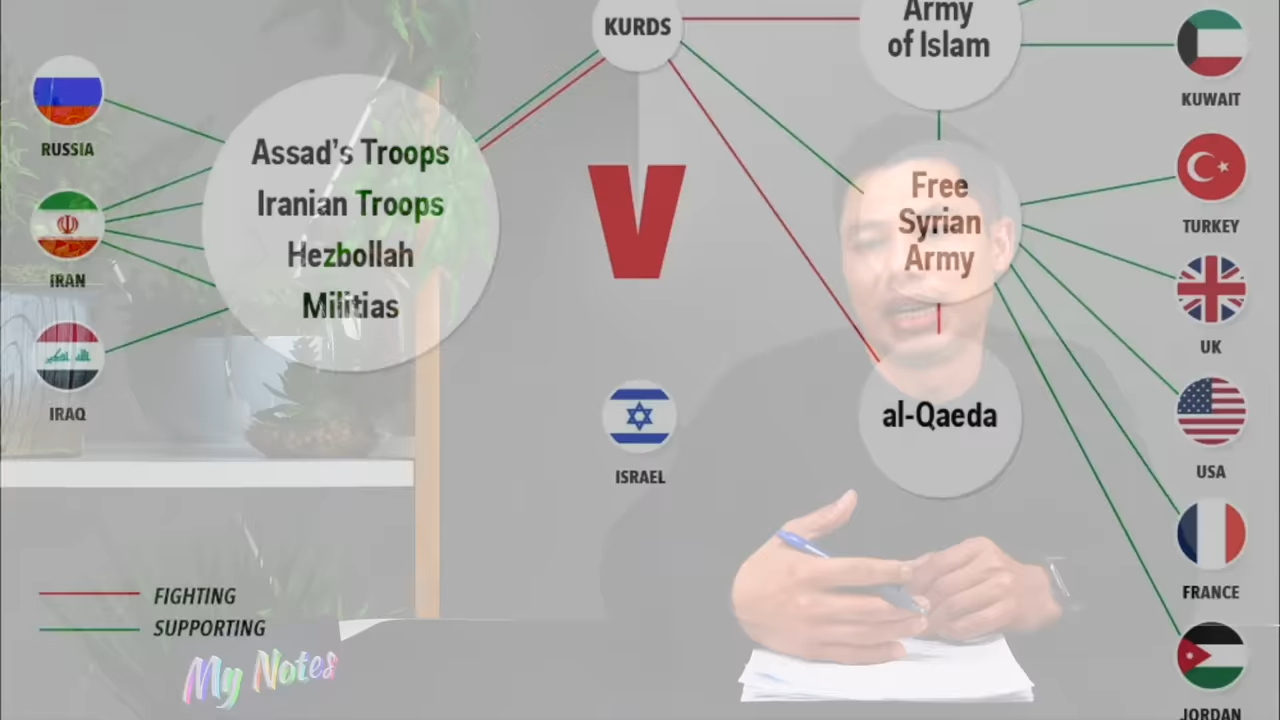 KURDS
Army
of Islam
KUWAIT
RUSSIA
Assad's Troops
Iranian Troops
Hezbollah
Militias
IRAN
IRAQ
V
Free
Syrian
Army
TURKEY
UK
ISRAEL
al-Qaeda
USA
FRANCE
JORDAN
FIGHTING
SUPPORTING
My Notes